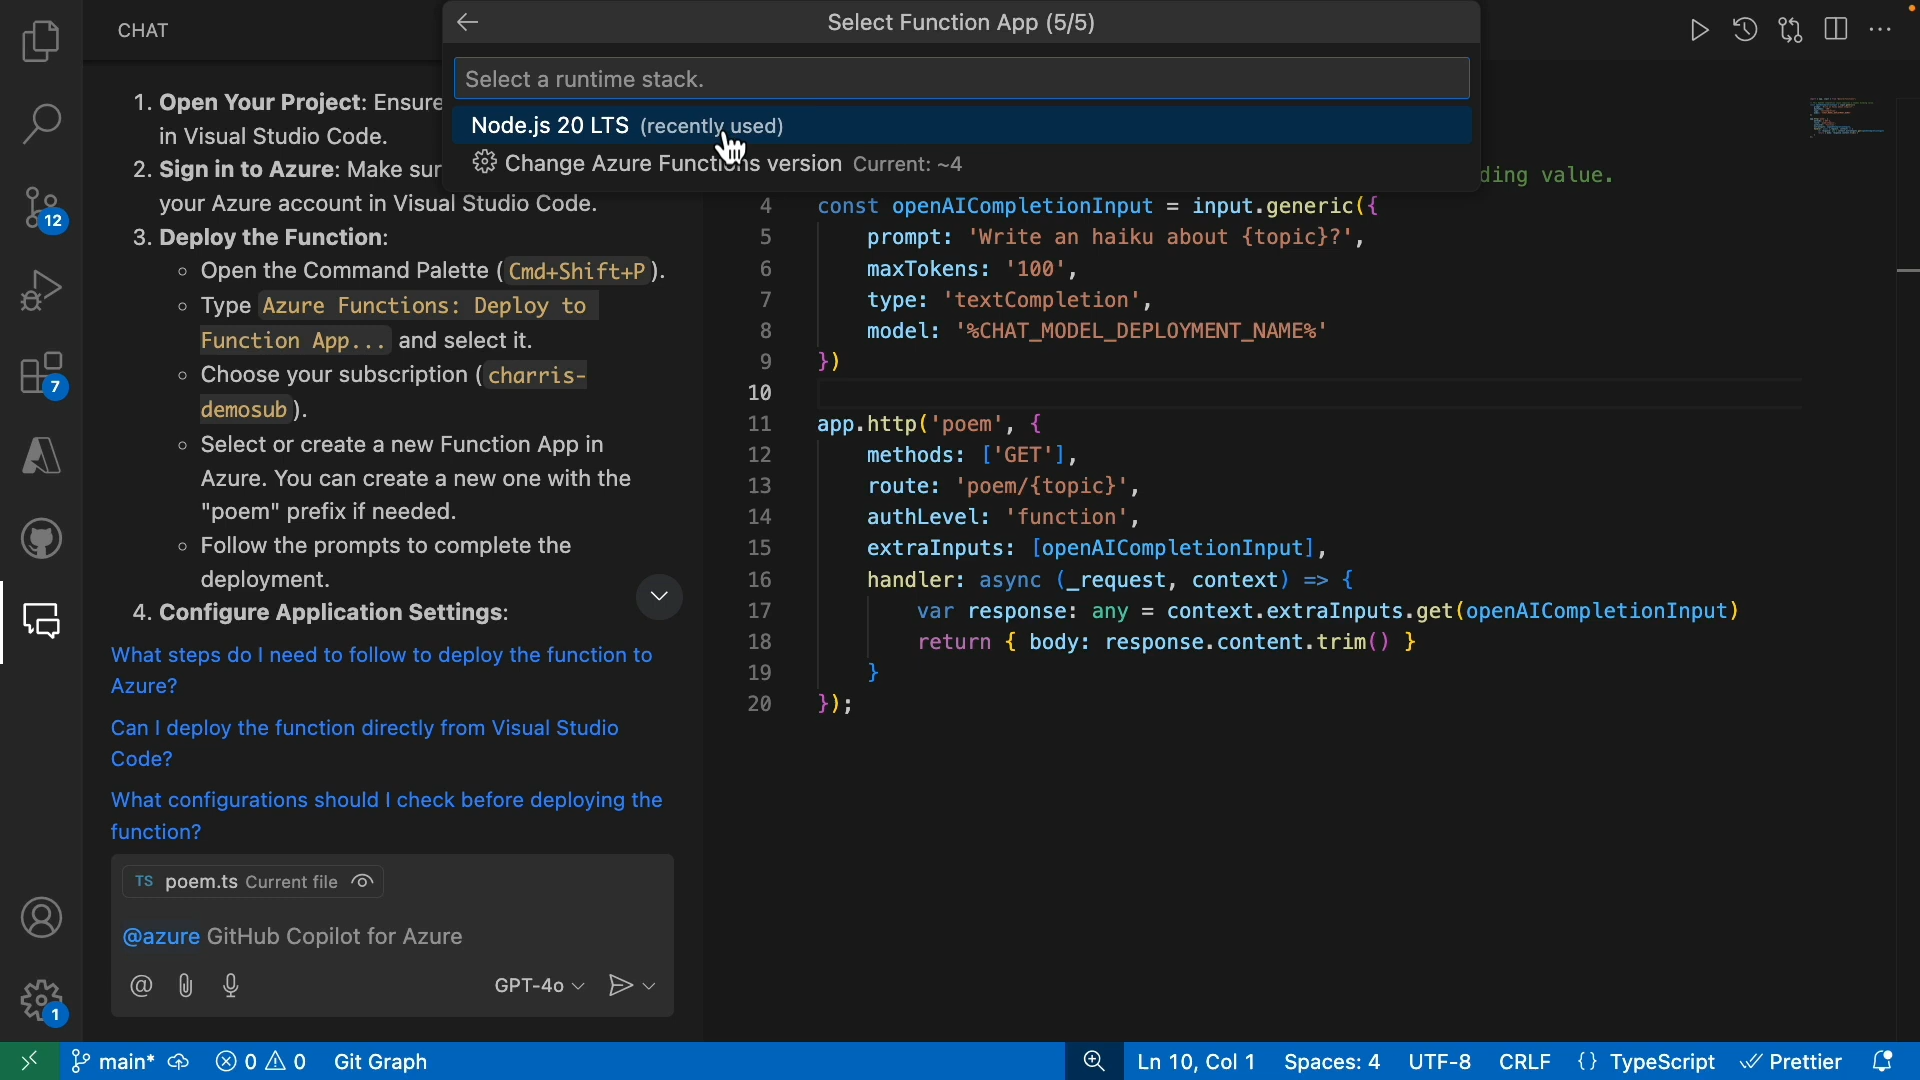 CHAT
Select Function App (5/5)
Select a runtime stack.
Node.js 20 LTS (recently used)
Change Azure Functions version Current: ~4
1. Open Your Project: Ensure
in Visual Studio Code.
2. Sign in to Azure: Make sur
your Azure account in Visual Studio Code.
3. Deploy the Function:
Open the Command Palette (Cmd+Shift+P).
Type Azure Functions: Deploy to
Function App... and select it.
Choose your subscription (charris-
demosub).
Select or create a new Function App in
Azure. You can create a new one with the
"poem" prefix if needed.
Follow the prompts to complete the
deployment.
4. Configure Application Settings:
What steps do I need to follow to deploy the function to
Azure?
Can I deploy the function directly from Visual Studio
Code?
What configurations should I check before deploying the
function?
TS poem.ts Current file
@azure GitHub Copilot for Azure
GPT-4o
12
7
1
ding value.
4 const openAICompletionInput = input.generic({
5 prompt: 'Write an haiku about {topic}?',
6 maxTokens: '100',
7 type: 'textCompletion',
8 model: '%CHAT_MODEL_DEPLOYMENT_NAME%'
9 })
10
11 app.http('poem', {
12 methods: ['GET'],
13 route: 'poem/{topic}',
14 authLevel: 'function',
15 extraInputs: [openAICompletionInput],
16 handler: async (_request, context) => {
17 var response: any = context.extraInputs.get(openAICompletionInput)
18 return { body: response.content.trim() }
19 }
20 });
main* 0 0 Git Graph
Ln 10, Col 1 Spaces: 4 UTF-8 CRLF {} TypeScript Prettier